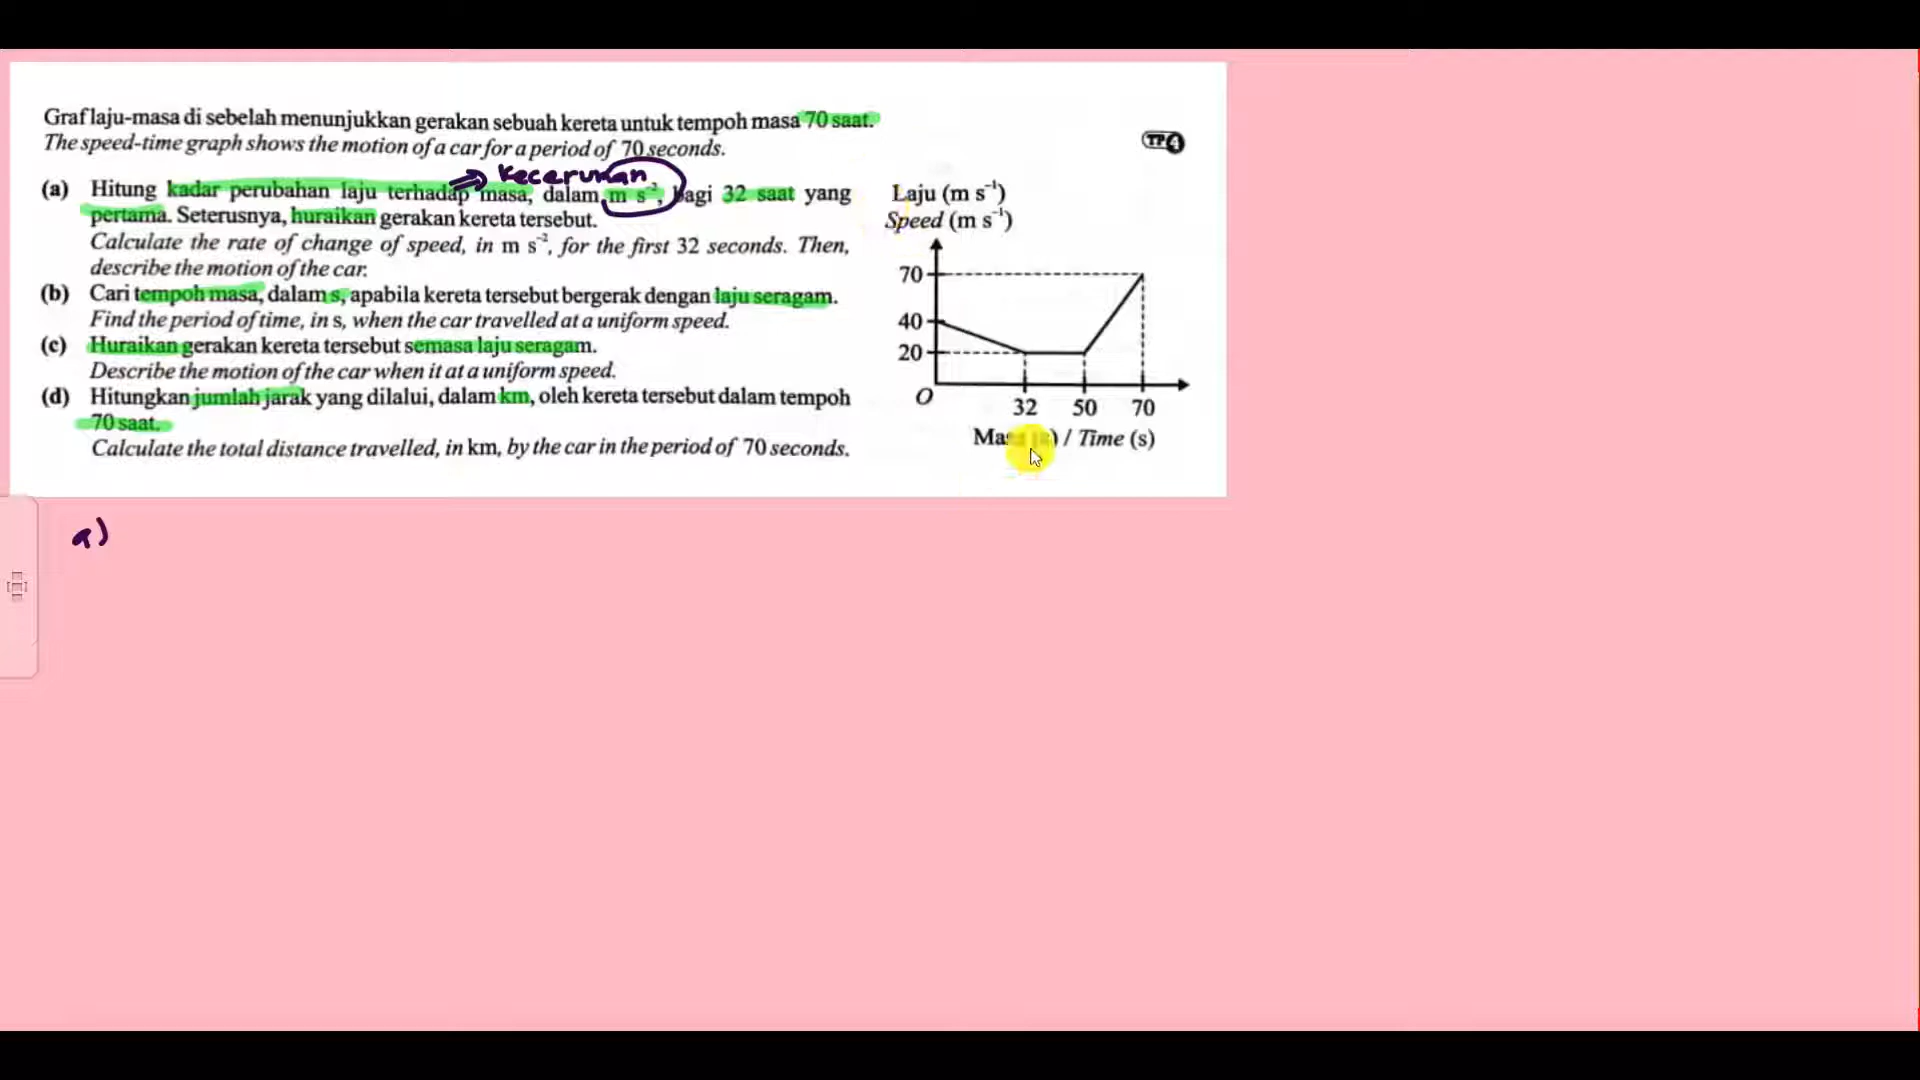 Graf laju-masa di sebelah menunjukkan gerakan sebuah kereta untuk tempoh masa 70 saat.
The speed-time graph shows the motion of a car for a period of 70 seconds.
TP4
⇒ Kecerunan
(a) Hitung kadar perubahan laju terhadap masa, dalam m s⁻², bagi 32 saat yang
pertama. Seterusnya, huraikan gerakan kereta tersebut.
Calculate the rate of change of speed, in m s⁻², for the first 32 seconds. Then,
describe the motion of the car.
(b) Cari tempoh masa, dalam s, apabila kereta tersebut bergerak dengan laju seragam.
Find the period of time, in s, when the car travelled at a uniform speed.
(c) Huraikan gerakan kereta tersebut semasa laju seragam.
Describe the motion of the car when it at a uniform speed.
(d) Hitungkan jumlah jarak yang dilalui, dalam km, oleh kereta tersebut dalam tempoh
70 saat.
Calculate the total distance travelled, in km, by the car in the period of 70 seconds.
Laju (m s⁻¹)
Speed (m s⁻¹)
70
40
20
O
32 50 70
Masa (s) / Time (s)
a)